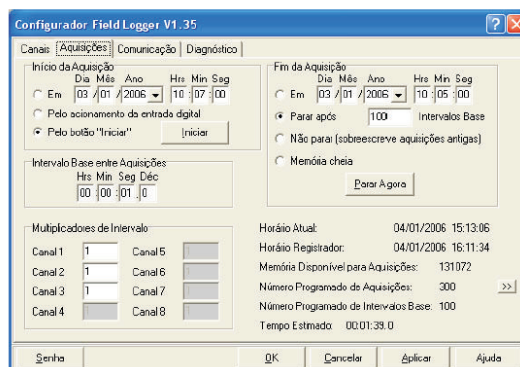 Configurador Field Logger V1.35
Canais Aquisições Comunicação Diagnóstico
Início da Aquisição
Dia Mês Ano Hrs Min Seg
Em 03 / 01 / 2006 10 : 07 : 00
Pelo acionamento da entrada digital
Pelo botão "Iniciar" Iniciar
Intervalo Base entre Aquisições
Hrs Min Seg Déc
00 : 00 : 01 . 0
Multiplicadores de Intervalo
Canal 1 1 Canal 5 1
Canal 2 1 Canal 6 1
Canal 3 1 Canal 7 1
Canal 4 1 Canal 8 1
Fim da Aquisição
Dia Mês Ano Hrs Min Seg
Em 03 / 01 / 2006 10 : 05 : 00
Parar após 100 Intervalos Base
Não parar (sobreescreve aquisições antigas)
Memória cheia
Parar Agora
Horário Atual: 04/01/2006 15:13:06
Horário Registrador: 04/01/2006 16:11:34
Memória Disponível para Aquisições: 131072
Número Programado de Aquisições: 300 >>
Número Programado de Intervalos Base: 100
Tempo Estimado: 00:01:39.0
Senha OK Cancelar Aplicar Ajuda